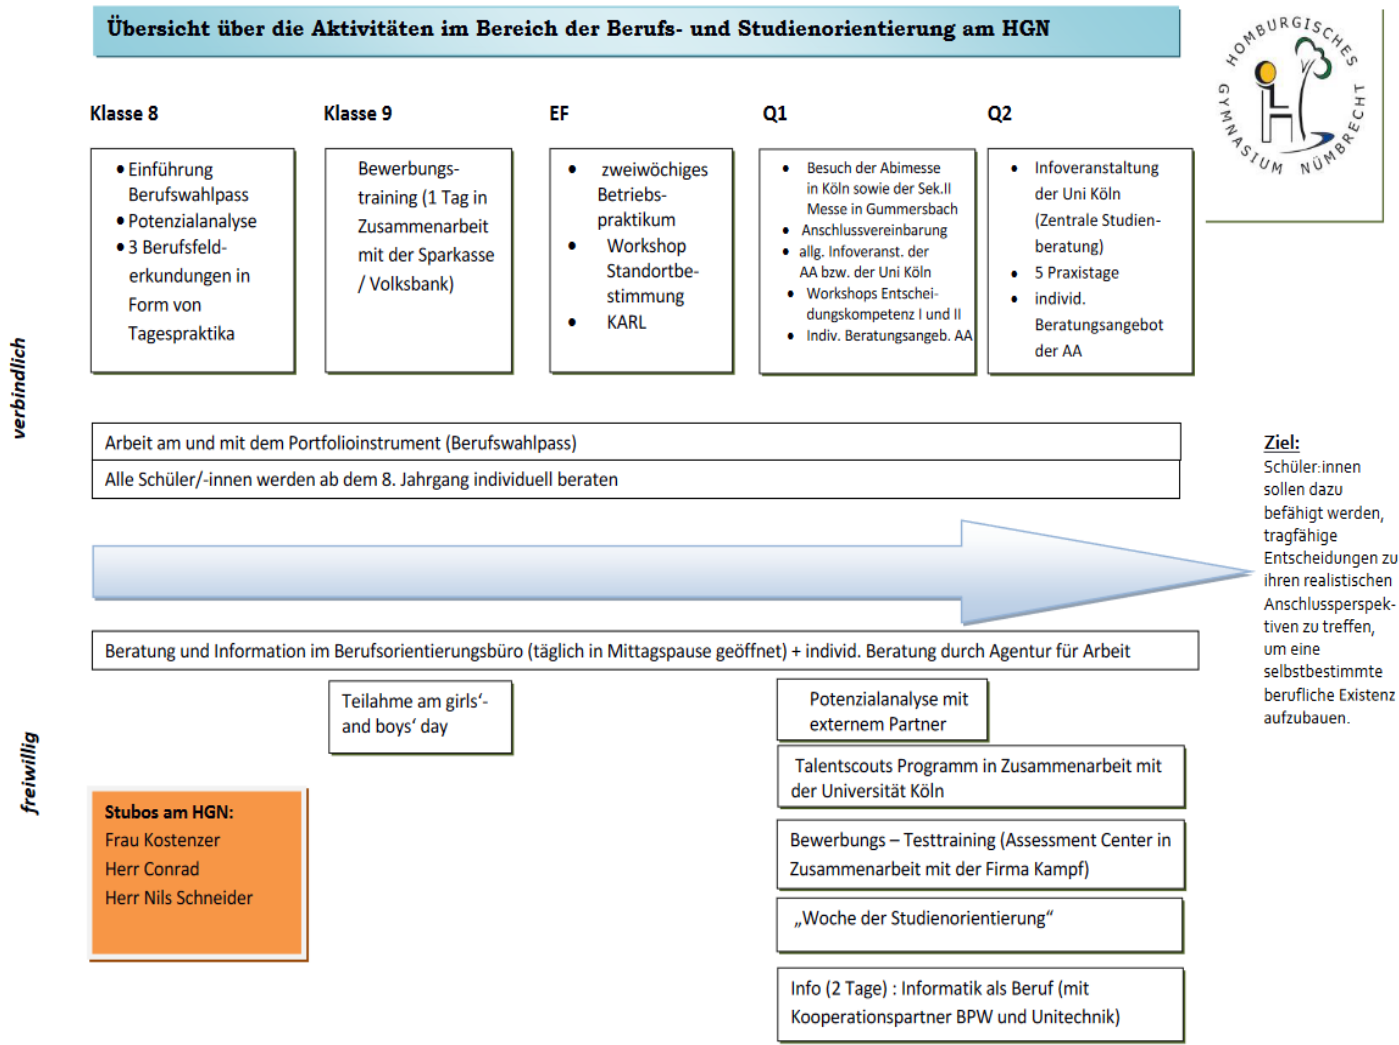 Übersicht über die Aktivitäten im Bereich der Berufs- und Studienorientierung am HGN
HOMBURGISCHES
GYMNASIUM NÜMBRECHT
Klasse 8
Klasse 9
EF
Q1
Q2
verbindlich
• Einführung
Berufswahlpass
• Potenzialanalyse
• 3 Berufsfeld-
erkundungen in
Form von
Tagespraktika
Bewerbungs-
training (1 Tag in
Zusammenarbeit
mit der Sparkasse
/ Volksbank)
• zweiwöchiges
Betriebs-
praktikum
• Workshop
Standortbe-
stimmung
• KARL
• Besuch der Abimesse
in Köln sowie der Sek.II
Messe in Gummersbach
• Anschlussvereinbarung
• allg. Infoveranst. der
AA bzw. der Uni Köln
• Workshops Entschei-
dungskompetenz I und II
• Indiv. Beratungsangeb. AA
• Infoveranstaltung
der Uni Köln
(Zentrale Studien-
beratung)
• 5 Praxistage
• individ.
Beratungsangebot
der AA
Arbeit am und mit dem Portfolioinstrument (Berufswahlpass)
Alle Schüler/-innen werden ab dem 8. Jahrgang individuell beraten
Ziel:
Schüler:innen
sollen dazu
befähigt werden,
tragfähige
Entscheidungen zu
ihren realistischen
Anschlussperspek-
tiven zu treffen,
um eine
selbstbestimmte
berufliche Existenz
aufzubauen.
freiwillig
Beratung und Information im Berufsorientierungsbüro (täglich in Mittagspause geöffnet) + individ. Beratung durch Agentur für Arbeit
Teilahme am girls‘-
and boys‘ day
Potenzialanalyse mit
externem Partner
Talentscouts Programm in Zusammenarbeit mit
der Universität Köln
Bewerbungs – Testtraining (Assessment Center in
Zusammenarbeit mit der Firma Kampf)
„Woche der Studienorientierung“
Info (2 Tage) : Informatik als Beruf (mit
Kooperationspartner BPW und Unitechnik)
Stubos am HGN:
Frau Kostenzer
Herr Conrad
Herr Nils Schneider